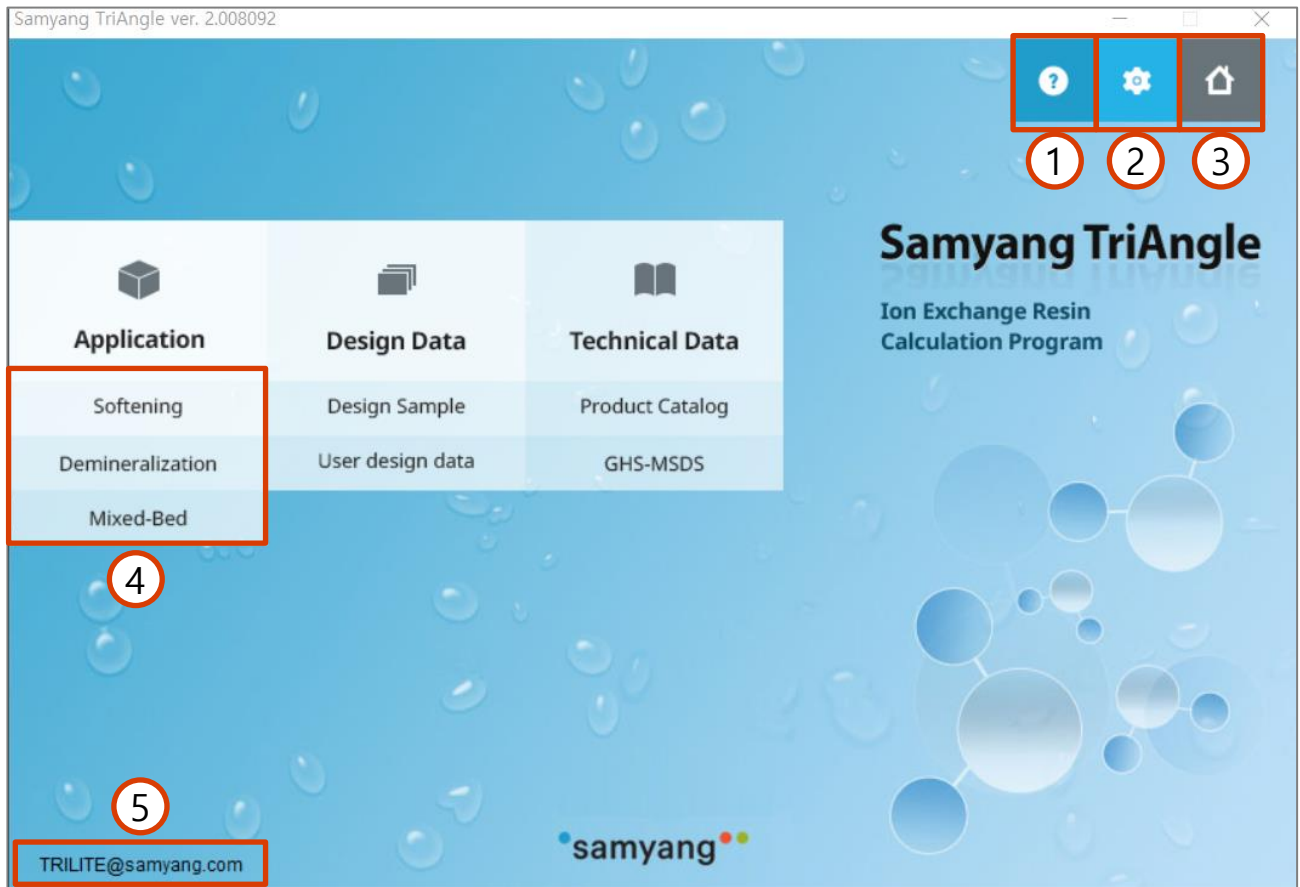 Samyang TriAngle ver. 2.008092
?
1 2 3
Samyang TriAngle
Ion Exchange Resin
Calculation Program
Application
Softening
Demineralization
Mixed-Bed
4
Design Data
Design Sample
User design data
Technical Data
Product Catalog
GHS-MSDS
5
TRILITE@samyang.com
samyang